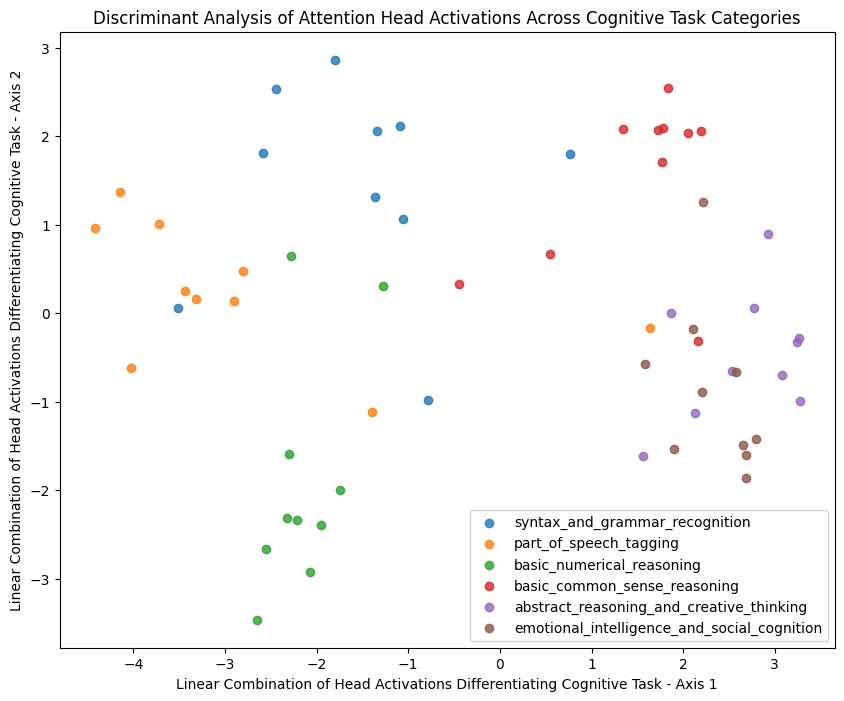 Discriminant Analysis of Attention Head Activations Across Cognitive Task Categories
Linear Combination of Head Activations Differentiating Cognitive Task - Axis 2
3
2
1
0
−1
−2
−3
syntax_and_grammar_recognition
part_of_speech_tagging
basic_numerical_reasoning
basic_common_sense_reasoning
abstract_reasoning_and_creative_thinking
emotional_intelligence_and_social_cognition
−4 −3 −2 −1 0 1 2 3
Linear Combination of Head Activations Differentiating Cognitive Task - Axis 1